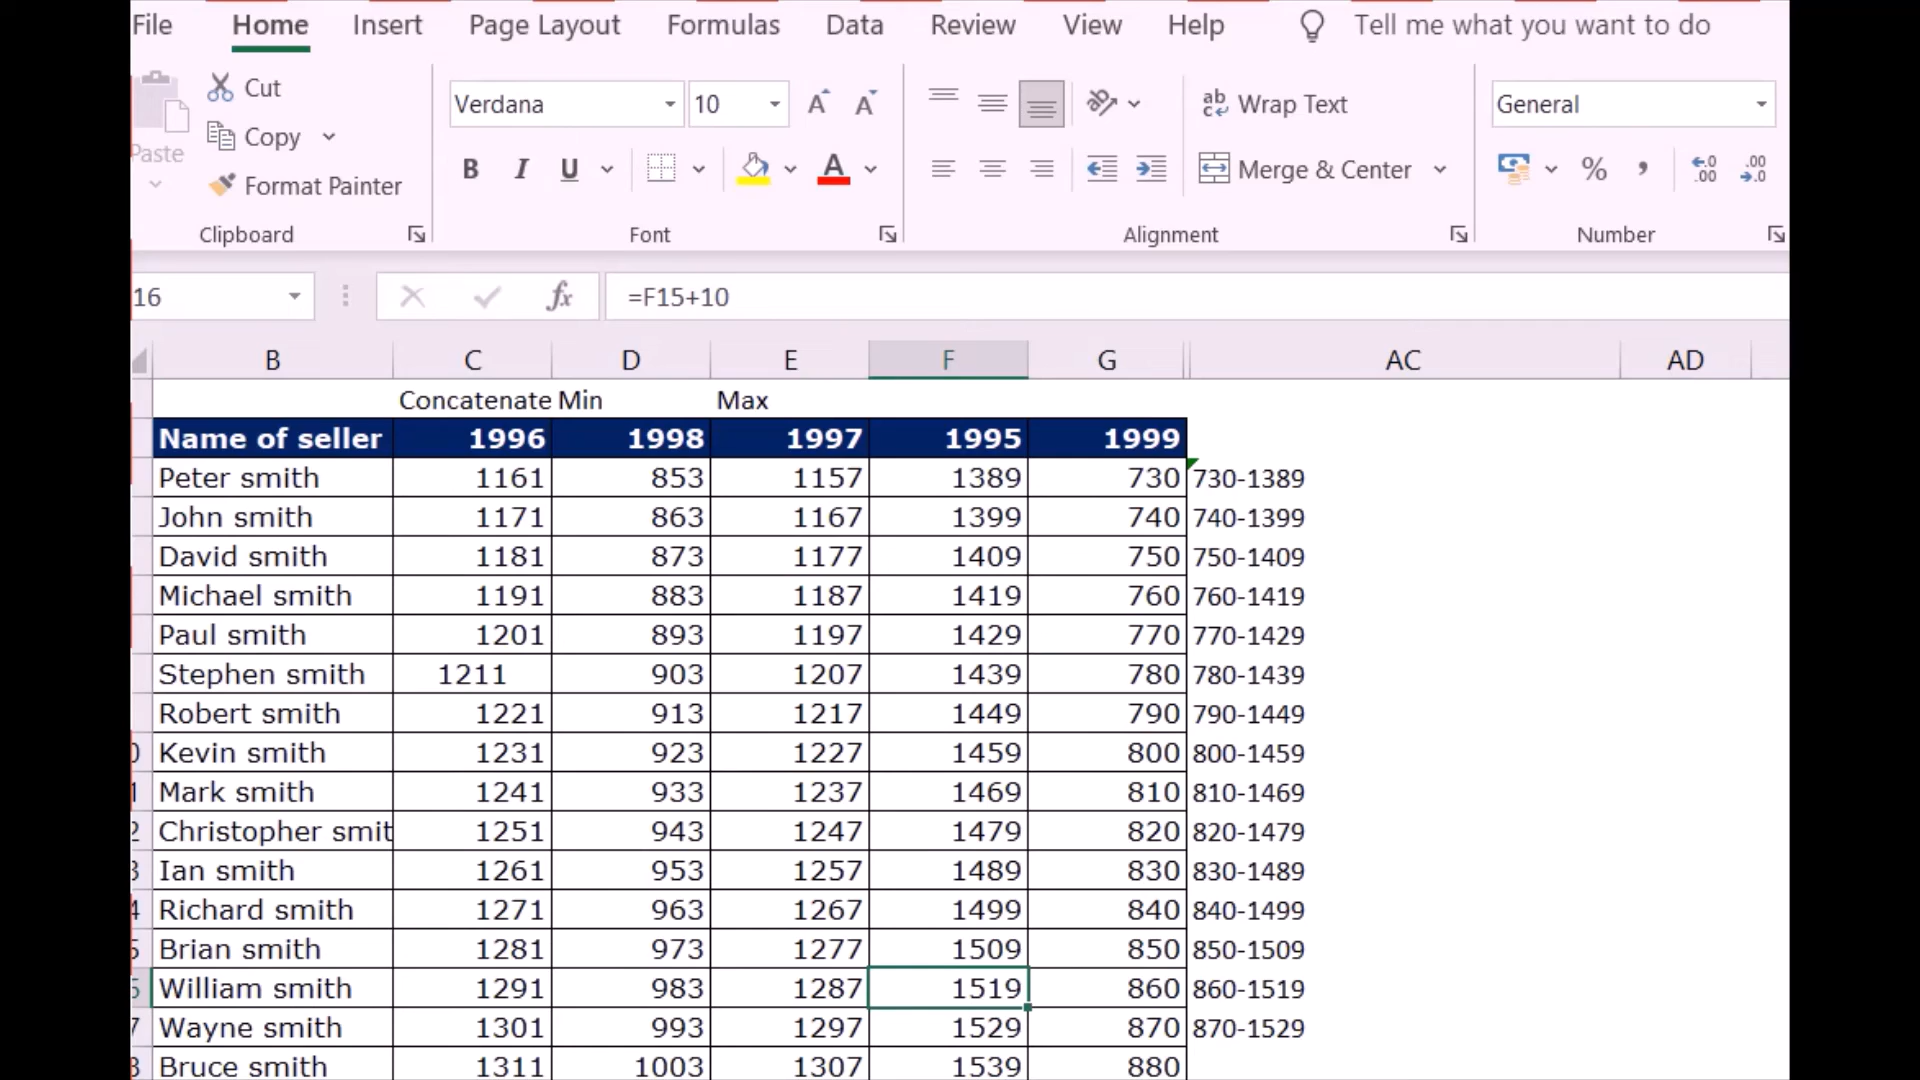 File Home Insert Page Layout Formulas Data Review View Help Tell me what you want to do
Cut
Copy
Format Painter
Paste
Clipboard
Verdana 10
B I U A
Font
Wrap Text
Merge & Center
Alignment
General
% ,
Number
16 fx =F15+10
B C D E F G AC AD
Concatenate Min Max
Name of seller 1996 1998 1997 1995 1999
Peter smith 1161 853 1157 1389 730 730-1389
John smith 1171 863 1167 1399 740 740-1399
David smith 1181 873 1177 1409 750 750-1409
Michael smith 1191 883 1187 1419 760 760-1419
Paul smith 1201 893 1197 1429 770 770-1429
Stephen smith 1211 903 1207 1439 780 780-1439
Robert smith 1221 913 1217 1449 790 790-1449
Kevin smith 1231 923 1227 1459 800 800-1459
Mark smith 1241 933 1237 1469 810 810-1469
Christopher smit 1251 943 1247 1479 820 820-1479
Ian smith 1261 953 1257 1489 830 830-1489
Richard smith 1271 963 1267 1499 840 840-1499
Brian smith 1281 973 1277 1509 850 850-1509
William smith 1291 983 1287 1519 860 860-1519
Wayne smith 1301 993 1297 1529 870 870-1529
Bruce smith 1311 1003 1307 1539 880